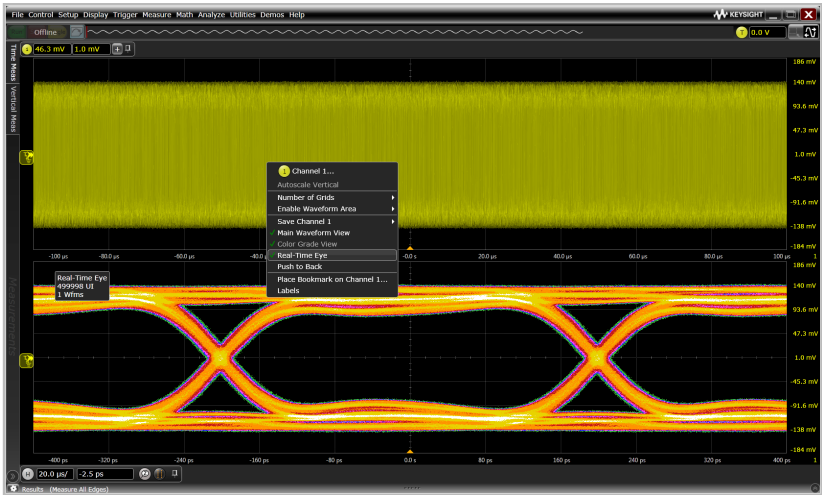 File Control Setup Display Trigger Measure Math Analyze Utilities Demos Help
KEYSIGHT
Offline
T 0.0 V
1 46.3 mV 1.0 mV
Time Meas
Vertical Meas
186 mV
140 mV
93.6 mV
47.3 mV
1.0 mV
-45.3 mV
-91.6 mV
-138 mV
-184 mV
1 Channel 1...
Autoscale Vertical
Number of Grids
Enable Waveform Area
Save Channel 1
Main Waveform View
Color Grade View
Real-Time Eye
Push to Back
Place Bookmark on Channel 1...
Labels
-100 µs -80.0 µs -60.0 µs -40.0 µs 20.0 µs 40.0 µs 60.0 µs 80.0 µs 100 µs 1
Real-Time Eye
499998 UI
1 Wfms
186 mV
140 mV
93.6 mV
47.3 mV
1.0 mV
-45.3 mV
-91.6 mV
-138 mV
-184 mV
-400 ps -320 ps -240 ps -160 ps -80 ps 0.0 s 80 ps 160 ps 240 ps 320 ps 400 ps 1
H 20.0 µs/ -2.5 ps
Results (Measure All Edges)